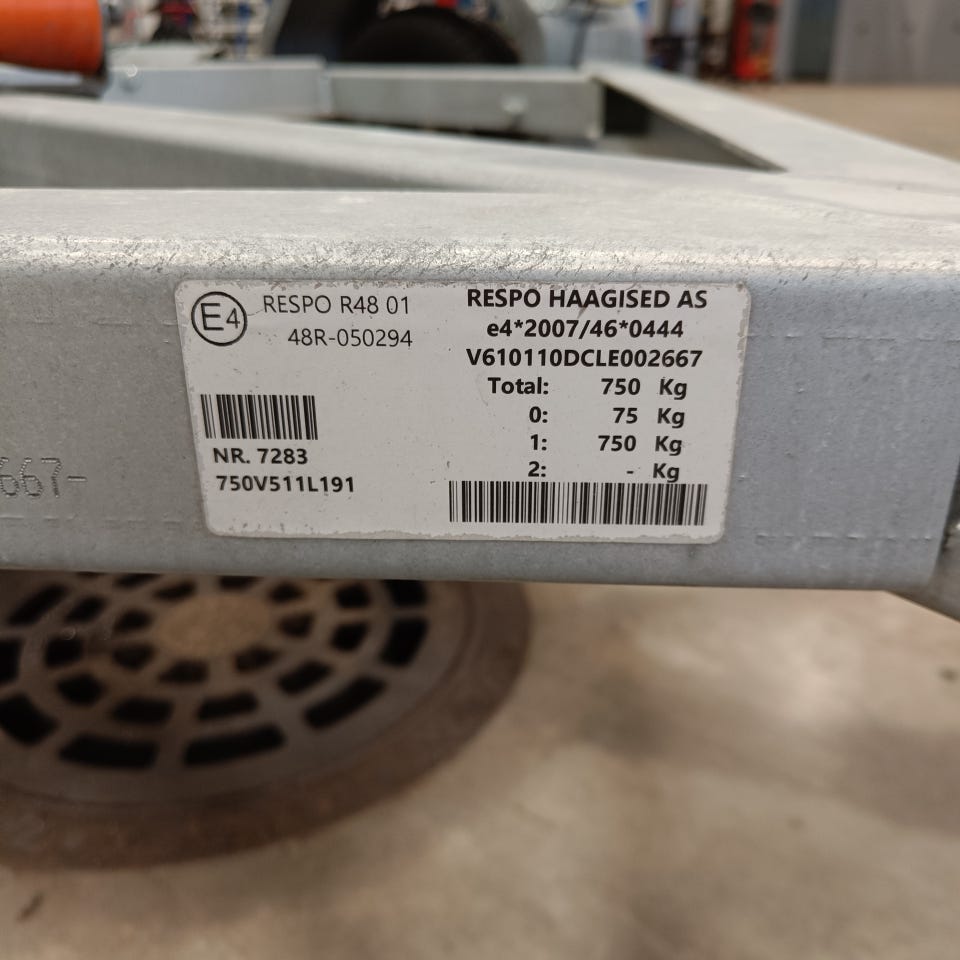 E4
RESPO R48 01
48R-050294
NR. 7283
750V511L191
RESPO HAAGISED AS
e4*2007/46*0444
V610110DCLE002667
Total: 750 Kg
0: 75 Kg
1: 750 Kg
2: - Kg
667-